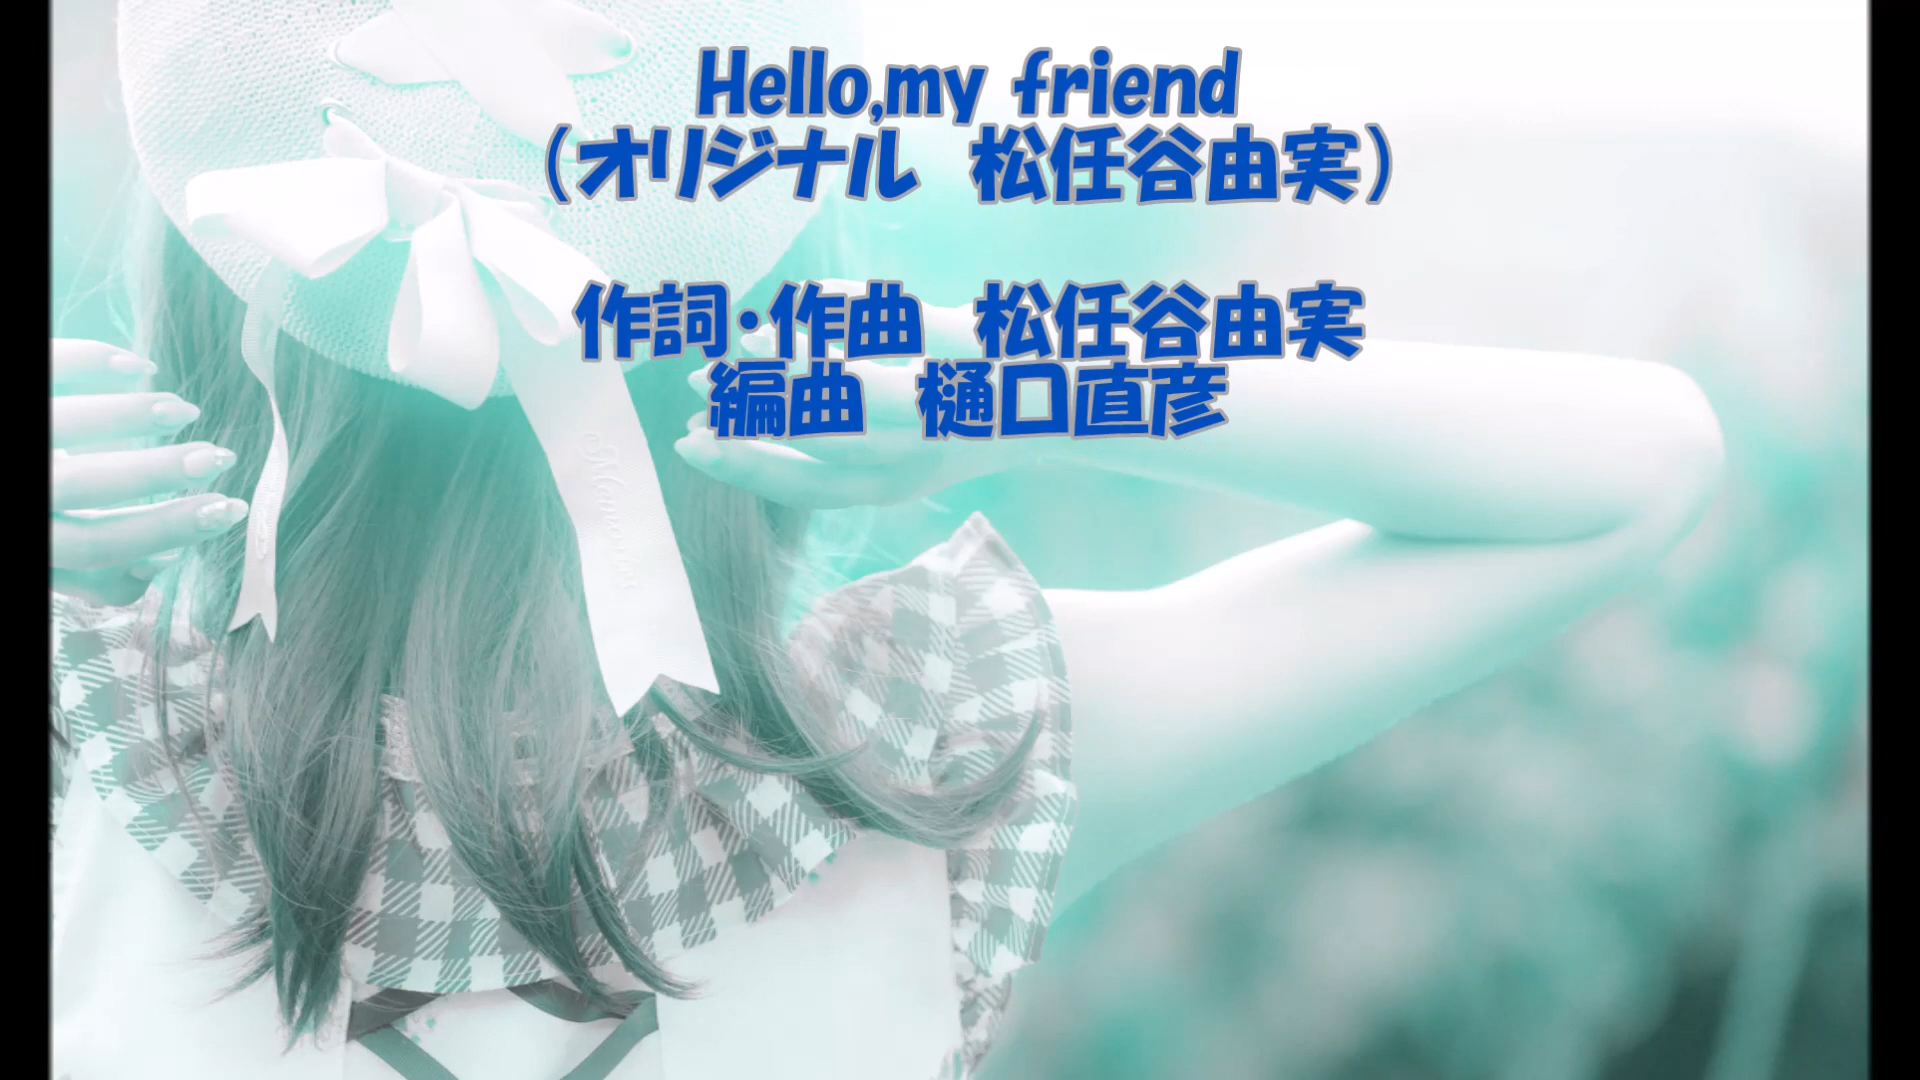 Hello,my friend
（オリジナル　松任谷由実）
作詞・作曲　松任谷由実
編曲　樋口直彦
Memories